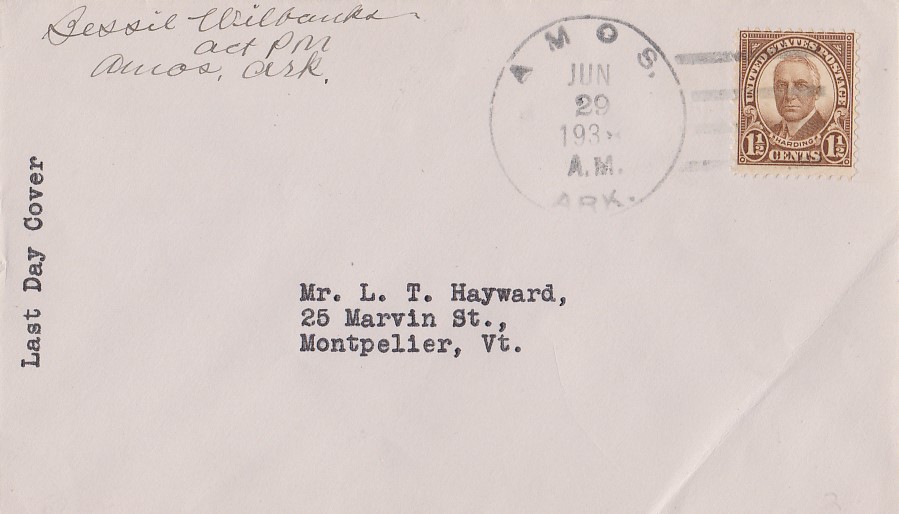 Bessie Wilbanks
act PM
Amos, Ark.
AMOS.
JUN
29
A.M.
ARK.
UNITED STATES POSTAGE
HARDING
1½ CENTS 1½
Last Day Cover
Mr. L. T. Hayward,
25 Marvin St.,
Montpelier, Vt.